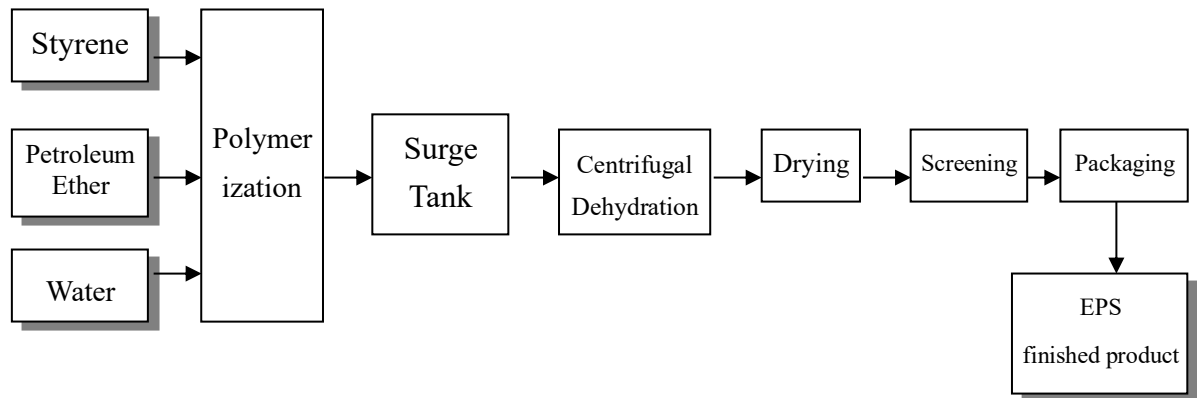 Styrene
Petroleum
Ether
Water
Polymer
ization
Surge
Tank
Centrifugal
Dehydration
Drying
Screening
Packaging
EPS
finished product